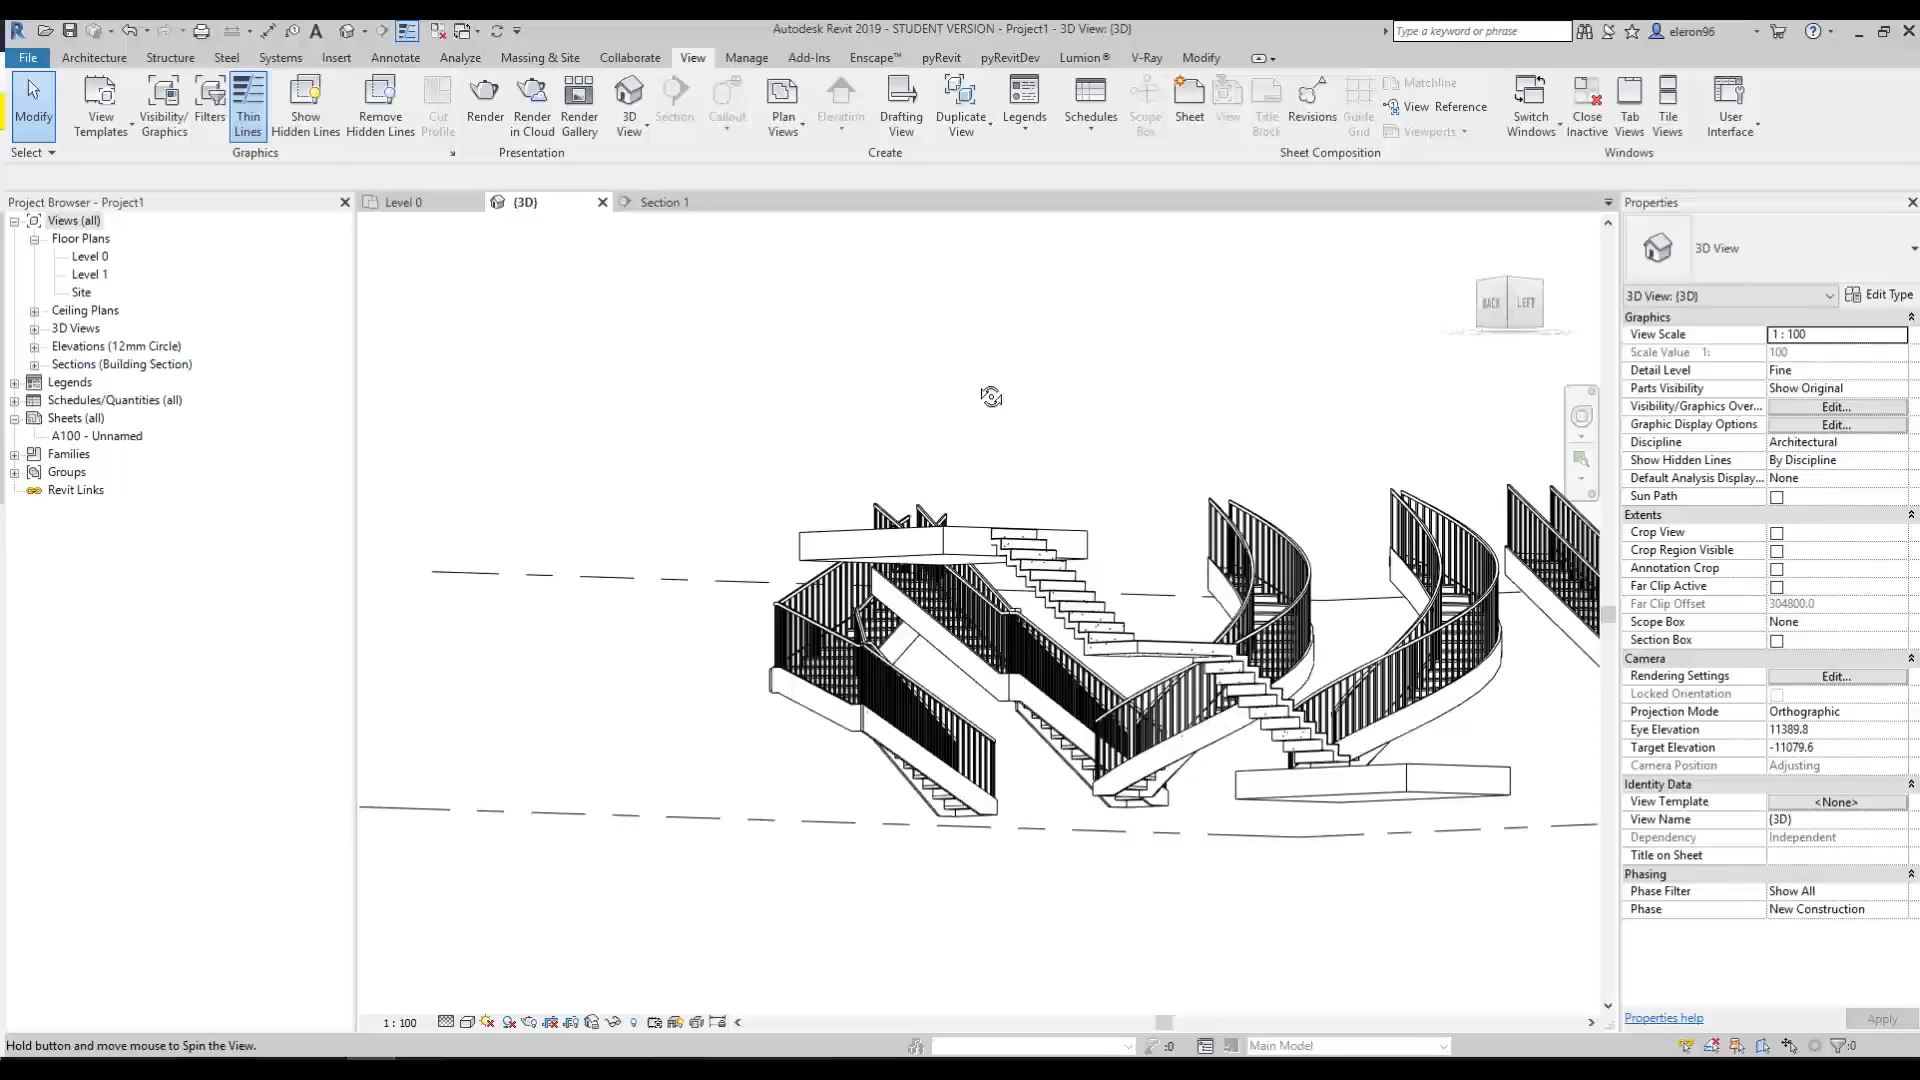 Autodesk Revit 2019 - STUDENT VERSION - Project1 - 3D View: {3D}
Type a keyword or phrase
eleron96
File Architecture Structure Steel Systems Insert Annotate Analyze Massing & Site Collaborate View Manage Add-Ins Enscape™ pyRevit pyRevitDev Lumion® V-Ray Modify
Modify
View Templates
Visibility/ Graphics
Filters
Thin Lines
Show Hidden Lines
Remove Hidden Lines
Cut Profile
Render
Render in Cloud
Render Gallery
3D View
Section
Callout
Plan Views
Elevation
Drafting View
Duplicate View
Legends
Schedules
Scope Box
Sheet
View
Title Block
Revisions
Guide Grid
Matchline
View Reference
Viewports
Switch Windows
Close Inactive
Tab Views
Tile Views
User Interface
Select Graphics Presentation Create Sheet Composition Windows
Project Browser - Project1
Views (all)
Floor Plans
Level 0
Level 1
Site
Ceiling Plans
3D Views
Elevations (12mm Circle)
Sections (Building Section)
Legends
Schedules/Quantities (all)
Sheets (all)
A100 - Unnamed
Families
Groups
Revit Links
Level 0 {3D} Section 1
BACK LEFT
Properties
3D View
3D View: {3D} Edit Type
Graphics
View Scale 1 : 100
Scale Value 1: 100
Detail Level Fine
Parts Visibility Show Original
Visibility/Graphics Over... Edit...
Graphic Display Options Edit...
Discipline Architectural
Show Hidden Lines By Discipline
Default Analysis Display... None
Sun Path
Extents
Crop View
Crop Region Visible
Annotation Crop
Far Clip Active
Far Clip Offset 304800.0
Scope Box None
Section Box
Camera
Rendering Settings Edit...
Locked Orientation
Projection Mode Orthographic
Eye Elevation 11389.8
Target Elevation -11079.6
Camera Position Adjusting
Identity Data
View Template <None>
View Name {3D}
Dependency Independent
Title on Sheet
Phasing
Phase Filter Show All
Phase New Construction
Properties help Apply
1 : 100
Hold button and move mouse to Spin the View.
:0
Main Model
:0